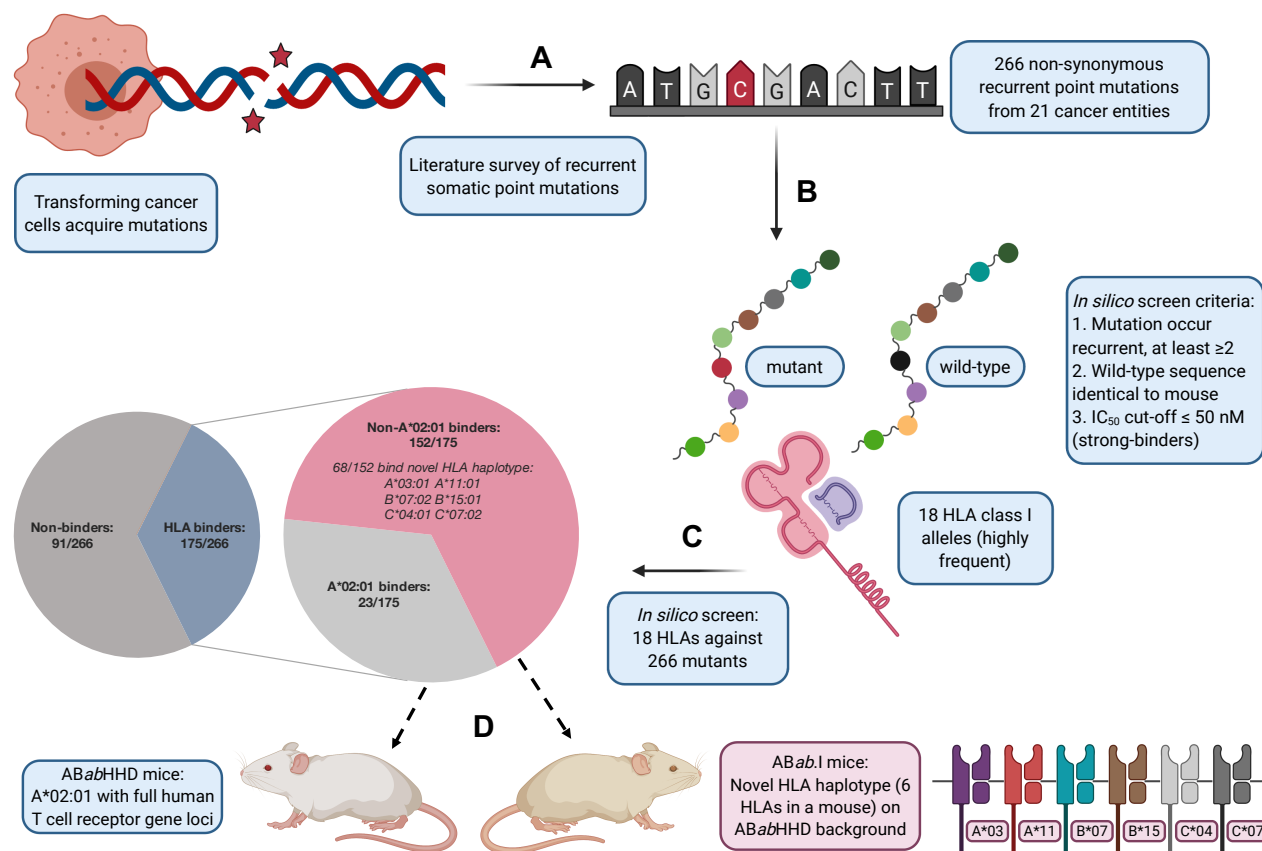 A
A T G C G A C T T
266 non-synonymous
recurrent point mutations
from 21 cancer entities
Transforming cancer
cells acquire mutations
Literature survey of recurrent
somatic point mutations
B
mutant
wild-type
In silico screen criteria:
1. Mutation occur
recurrent, at least ≥2
2. Wild-type sequence
identical to mouse
3. IC₅₀ cut-off ≤ 50 nM
(strong-binders)
18 HLA class I
alleles (highly
frequent)
C
In silico screen:
18 HLAs against
266 mutants
Non-binders:
91/266
HLA binders:
175/266
Non-A*02:01 binders:
152/175
68/152 bind novel HLA haplotype:
A*03:01 A*11:01
B*07:02 B*15:01
C*04:01 C*07:02
A*02:01 binders:
23/175
D
ABabHHD mice:
A*02:01 with full human
T cell receptor gene loci
ABab.I mice:
Novel HLA haplotype (6
HLAs in a mouse) on
ABabHHD background
A*03 A*11 B*07 B*15 C*04 C*07